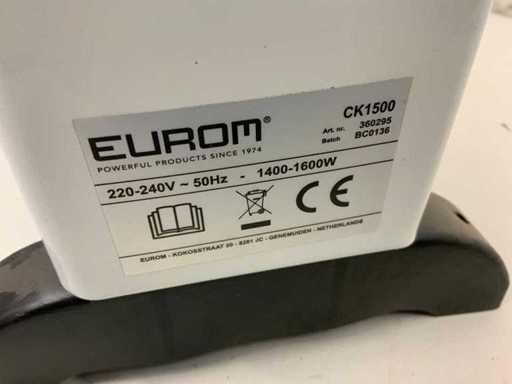 EUROM®
POWERFUL PRODUCTS SINCE 1974
CK1500
Art. nr. 360295
Batch BC0136
220-240V ~ 50Hz - 1400-1600W
CE
EUROM - KOKOSSTRAAT 20 - 8281 JC - GENEMUIDEN - NETHERLANDS